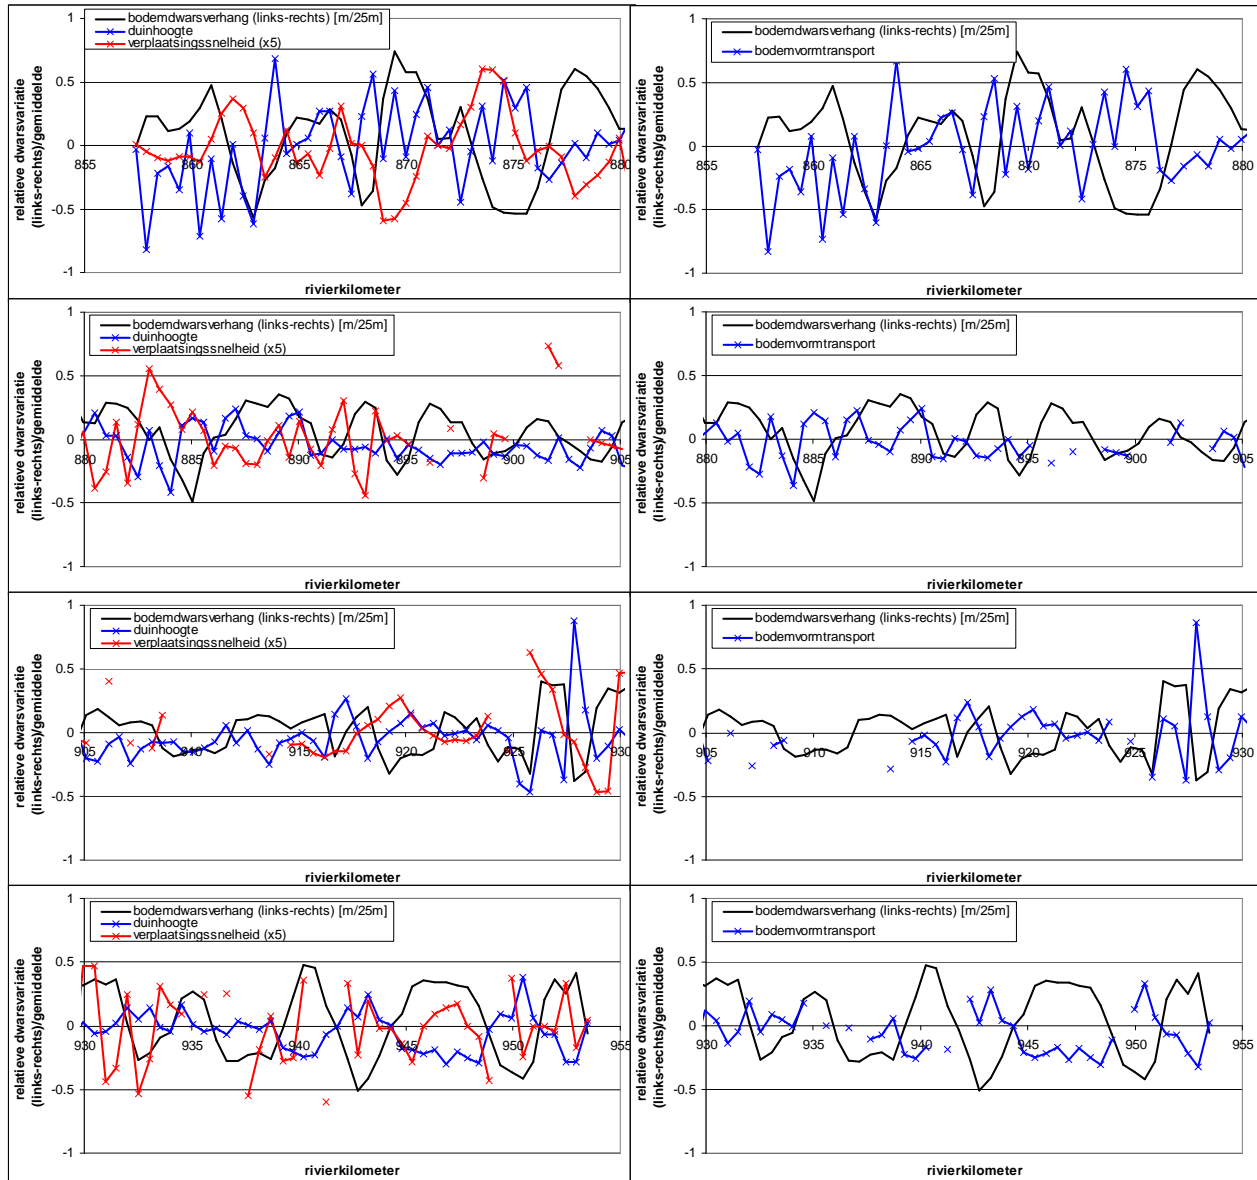 relatieve dwarsvariatie
(links-rechts)/gemiddelde
1
0.5
0
-0.5
-1
bodemdwarsverhang (links-rechts) [m/25m]
duinhoogte
verplaatsingssnelheid (x5)
855
860
865
870
875
880
rivierkilometer
relatieve dwarsvariatie
(links-rechts)/gemiddelde
1
0.5
0
-0.5
-1
bodemdwarsverhang (links-rechts) [m/25m]
bodemvormtransport
855
860
865
870
875
880
rivierkilometer
relatieve dwarsvariatie
(links-rechts)/gemiddelde
1
0.5
0
-0.5
-1
bodemdwarsverhang (links-rechts) [m/25m]
duinhoogte
verplaatsingssnelheid (x5)
880
885
890
895
900
905
rivierkilometer
relatieve dwarsvariatie
(links-rechts)/gemiddelde
1
0.5
0
-0.5
-1
bodemdwarsverhang (links-rechts) [m/25m]
bodemvormtransport
880
885
890
895
900
905
rivierkilometer
relatieve dwarsvariatie
(links-rechts)/gemiddelde
1
0.5
0
-0.5
-1
bodemdwarsverhang (links-rechts) [m/25m]
duinhoogte
verplaatsingssnelheid (x5)
905
910
915
920
925
930
rivierkilometer
relatieve dwarsvariatie
(links-rechts)/gemiddelde
1
0.5
0
-0.5
-1
bodemdwarsverhang (links-rechts) [m/25m]
bodemvormtransport
905
910
915
920
925
930
rivierkilometer
relatieve dwarsvariatie
(links-rechts)/gemiddelde
1
0.5
0
-0.5
-1
bodemdwarsverhang (links-rechts) [m/25m]
duinhoogte
verplaatsingssnelheid (x5)
930
935
940
945
950
955
rivierkilometer
relatieve dwarsvariatie
(links-rechts)/gemiddelde
1
0.5
0
-0.5
-1
bodemdwarsverhang (links-rechts) [m/25m]
bodemvormtransport
930
935
940
945
950
955
rivierkilometer